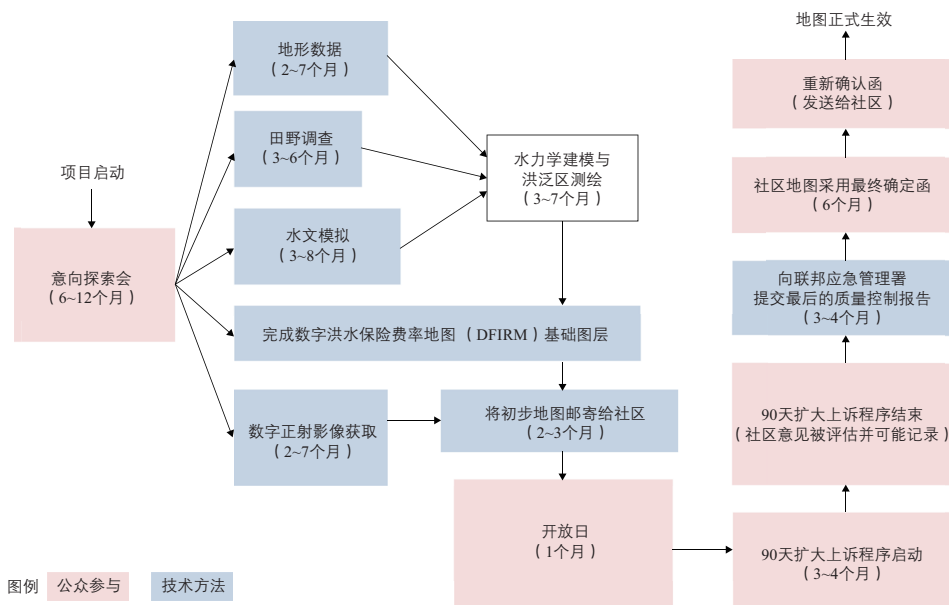 项目启动
意向探索会
(6~12个月)
地形数据
(2~7个月)
田野调查
(3~6个月)
水文模拟
(3~8个月)
水力学建模与
洪泛区测绘
(3~7个月)
完成数字洪水保险费率地图 (DFIRM) 基础图层
数字正射影像获取
(2~7个月)
将初步地图邮寄给社区
(2~3个月)
开放日
(1个月)
90天扩大上诉程序启动
(3~4个月)
90天扩大上诉程序结束
(社区意见被评估并可能记录)
向联邦应急管理署
提交最后的质量控制报告
(3~4个月)
社区地图采用最终确定函
(6个月)
重新确认函
(发送给社区)
地图正式生效
图例
公众参与
技术方法